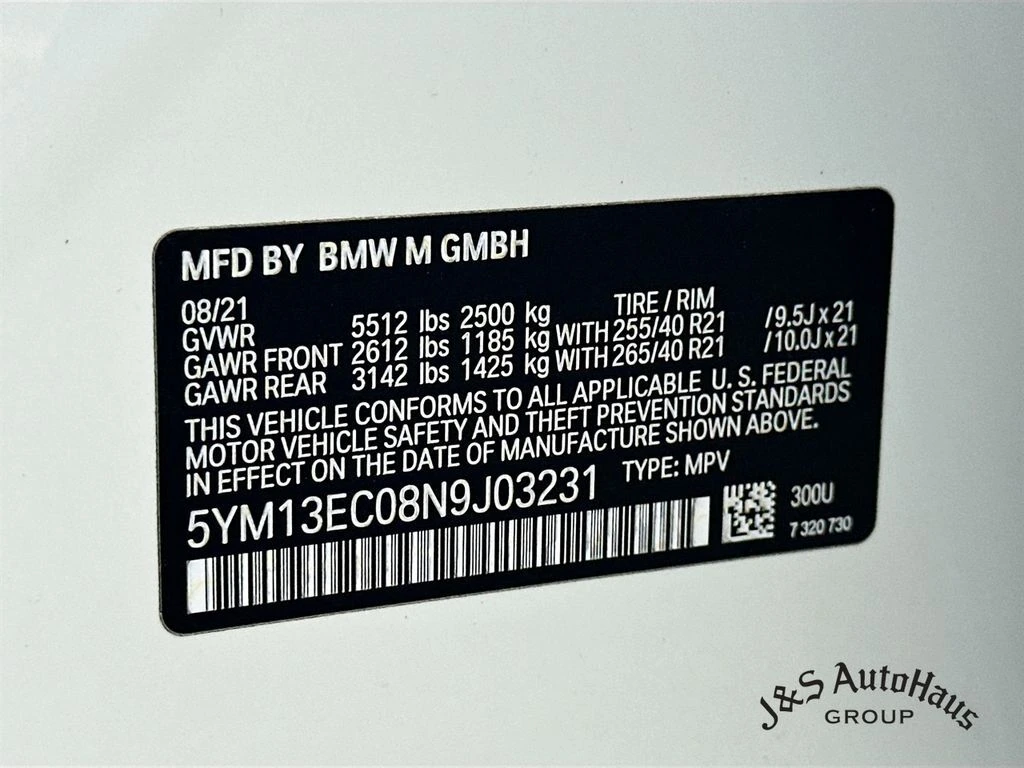 MFD BY BMW M GMBH
08/21 TIRE / RIM
GVWR 5512 lbs 2500 kg
GAWR FRONT 2612 lbs 1185 kg WITH 255/40 R21 /9.5J x 21
GAWR REAR 3142 lbs 1425 kg WITH 265/40 R21 /10.0J x 21
THIS VEHICLE CONFORMS TO ALL APPLICABLE U. S. FEDERAL
MOTOR VEHICLE SAFETY AND THEFT PREVENTION STANDARDS
IN EFFECT ON THE DATE OF MANUFACTURE SHOWN ABOVE.
5YM13EC08N9J03231 TYPE: MPV
300U
7 320 730
J&S AutoHaus
GROUP